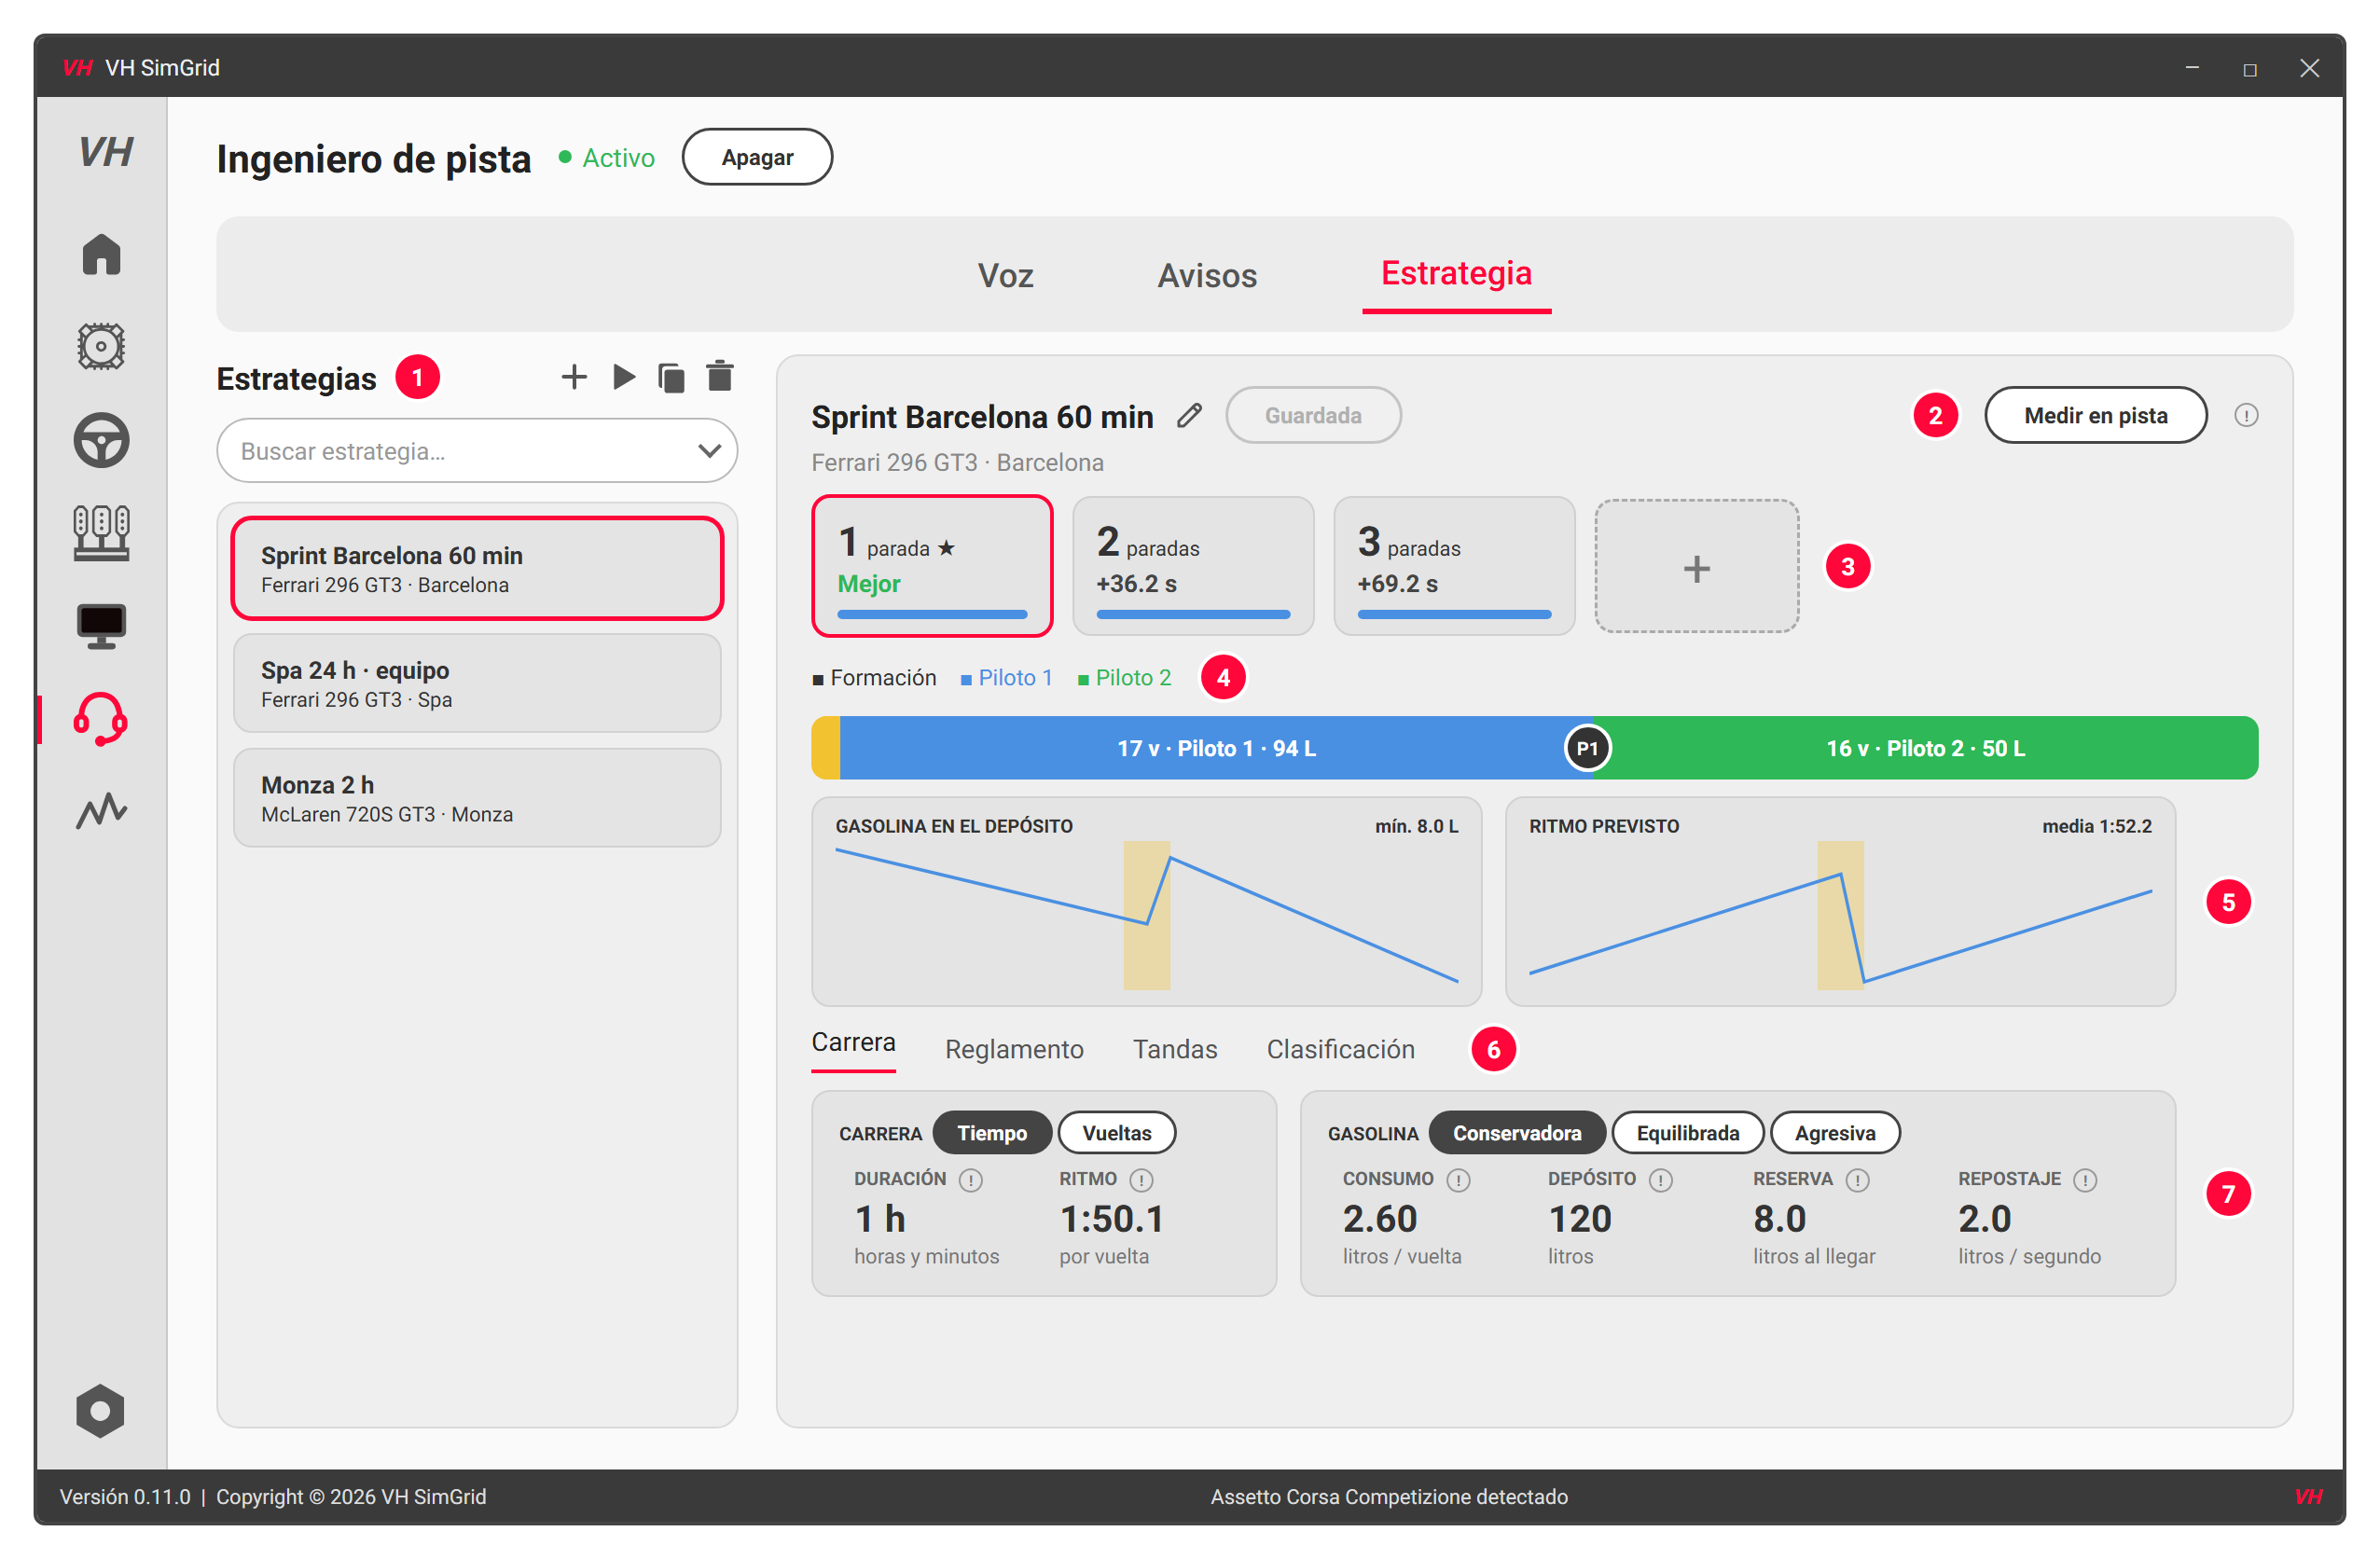 VH VH SimGrid
VH
Ingeniero de pista Activo Apagar
Voz Avisos Estrategia
Estrategias 1
Buscar estrategia...
Sprint Barcelona 60 min
Ferrari 296 GT3 · Barcelona
Spa 24 h · equipo
Ferrari 296 GT3 · Spa
Monza 2 h
McLaren 720S GT3 · Monza
Sprint Barcelona 60 min Guardada 2 Medir en pista
Ferrari 296 GT3 · Barcelona
1 parada ★
Mejor
2 paradas
+36.2 s
3 paradas
+69.2 s
+
3
Formación Piloto 1 Piloto 2 4
17 v · Piloto 1 · 94 L P1 16 v · Piloto 2 · 50 L
GASOLINA EN EL DEPÓSITO mín. 8.0 L
RITMO PREVISTO media 1:52.2
5
Carrera Reglamento Tandas Clasificación 6
CARRERA Tiempo Vueltas
DURACIÓN ! RITMO !
1 h 1:50.1
horas y minutos por vuelta
GASOLINA Conservadora Equilibrada Agresiva
CONSUMO ! DEPÓSITO ! RESERVA ! REPOSTAJE !
2.60 120 8.0 2.0
litros / vuelta litros litros al llegar litros / segundo
7
Versión 0.11.0 | Copyright © 2026 VH SimGrid Assetto Corsa Competizione detectado VH